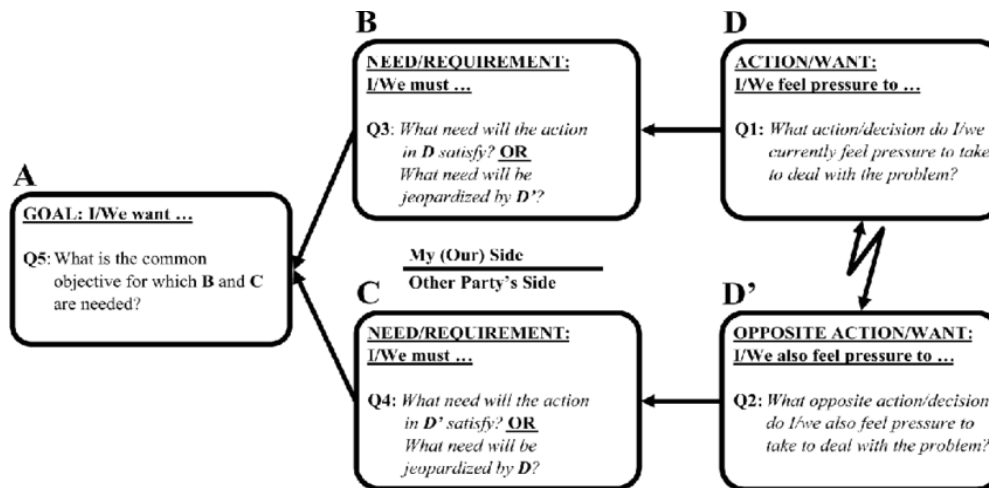 A
GOAL: I/We want …
Q5: What is the common
objective for which B and C
are needed?
B
NEED/REQUIREMENT:
I/We must …
Q3: What need will the action
in D satisfy? OR
What need will be
jeopardized by D’?
My (Our) Side
Other Party’s Side
C
NEED/REQUIREMENT:
I/We must …
Q4: What need will the action
in D’ satisfy? OR
What need will be
jeopardized by D?
D
ACTION/WANT:
I/We feel pressure to …
Q1: What action/decision do I/we
currently feel pressure to take
to deal with the problem?
D’
OPPOSITE ACTION/WANT:
I/We also feel pressure to …
Q2: What opposite action/decision
do I/we also feel pressure to
take to deal with the problem?